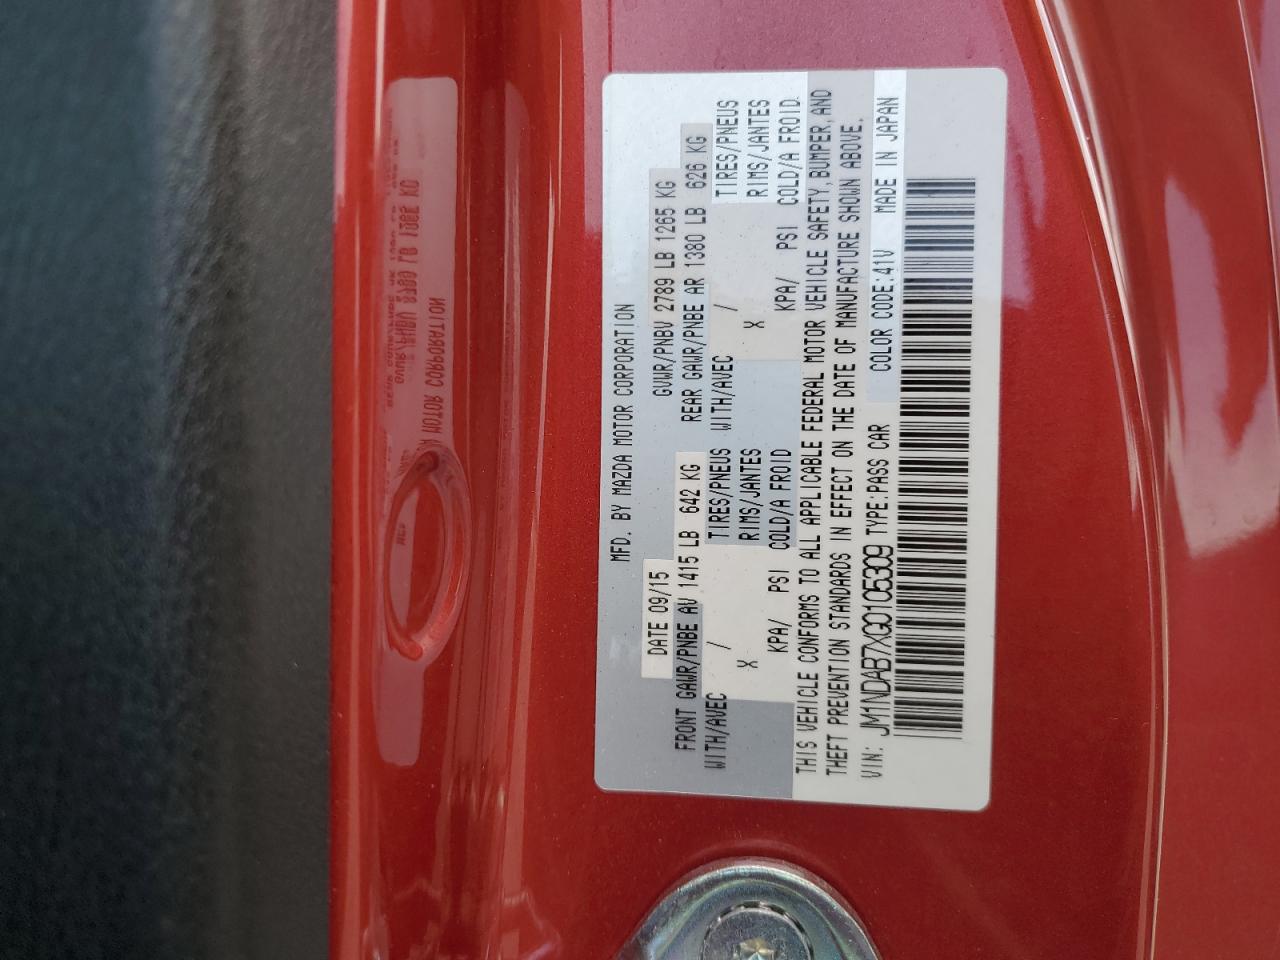 MFD. BY MAZDA MOTOR CORPORATION
DATE 09/15 GVWR/PNBV 2789 LB 1265 KG
FRONT GAWR/PNBE AV 1415 LB 642 KG REAR GAWR/PNBE AR 1380 LB 626 KG
WITH/AVEC / TIRES/PNEUS WITH/AVEC / TIRES/PNEUS
X RIMS/JANTES X RIMS/JANTES
KPA/ PSI COLD/A FROID KPA/ PSI COLD/A FROID
THIS VEHICLE CONFORMS TO ALL APPLICABLE FEDERAL MOTOR VEHICLE SAFETY, BUMPER, AND
THEFT PREVENTION STANDARDS IN EFFECT ON THE DATE OF MANUFACTURE SHOWN ABOVE.
VIN: JM1NDAB7XG0105309 TYPE:PASS CAR COLOR CODE:41V MADE IN JAPAN